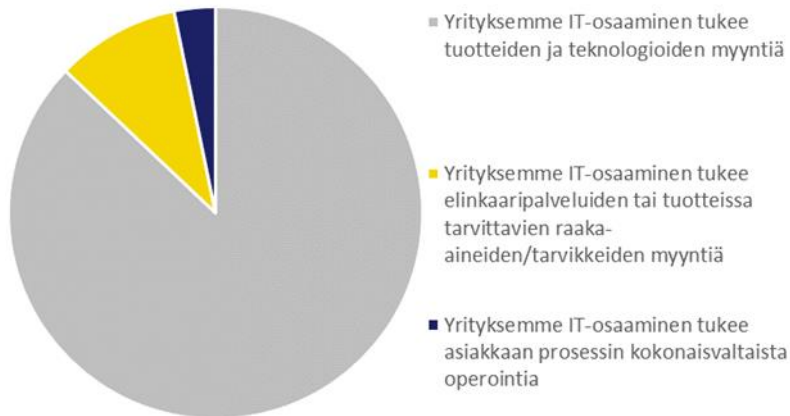 Yrityksemme IT-osaaminen tukee
tuotteiden ja teknologioiden myyntiä
Yrityksemme IT-osaaminen tukee
elinkaaripalveluiden tai tuotteissa
tarvittavien raaka-
aineiden/tarvikkeiden myyntiä
Yrityksemme IT-osaaminen tukee
asiakkaan prosessin kokonaisvaltaista
operointia